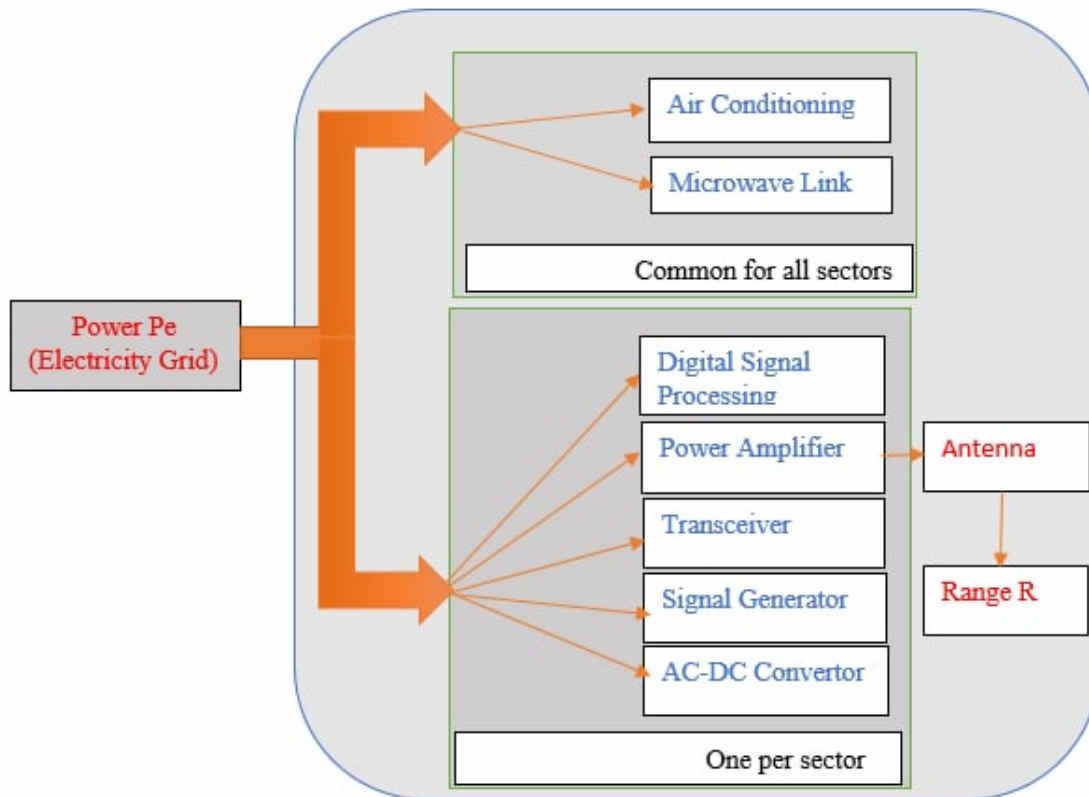 Air Conditioning
Microwave Link
Common for all sectors
Power Pe
(Electricity Grid)
Digital Signal
Processing
Power Amplifier
Antenna
Transceiver
Signal Generator
Range R
AC-DC Convertor
One per sector